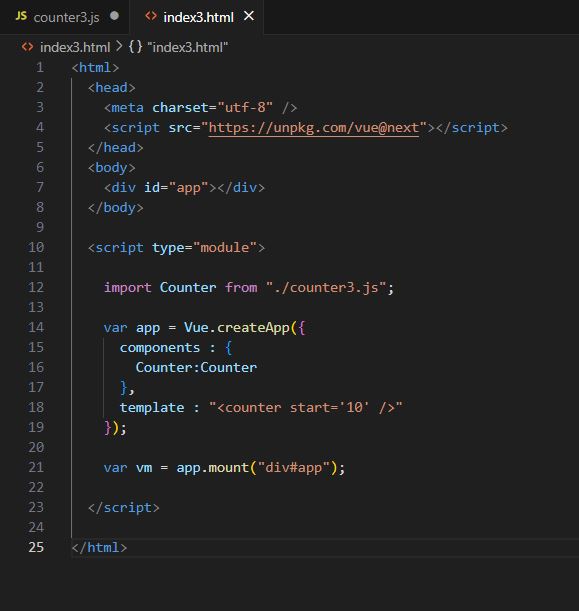 JS counter3.js ● <> index3.html ×
<> index3.html > {} "index3.html"
1 <html>
2 <head>
3 <meta charset="utf-8" />
4 <script src="https://unpkg.com/vue@next"></script>
5 </head>
6 <body>
7 <div id="app"></div>
8 </body>
9
10 <script type="module">
11
12 import Counter from "./counter3.js";
13
14 var app = Vue.createApp({
15 components : {
16 Counter:Counter
17 },
18 template : "<counter start='10' />"
19 });
20
21 var vm = app.mount("div#app");
22
23 </script>
24
25 </html>